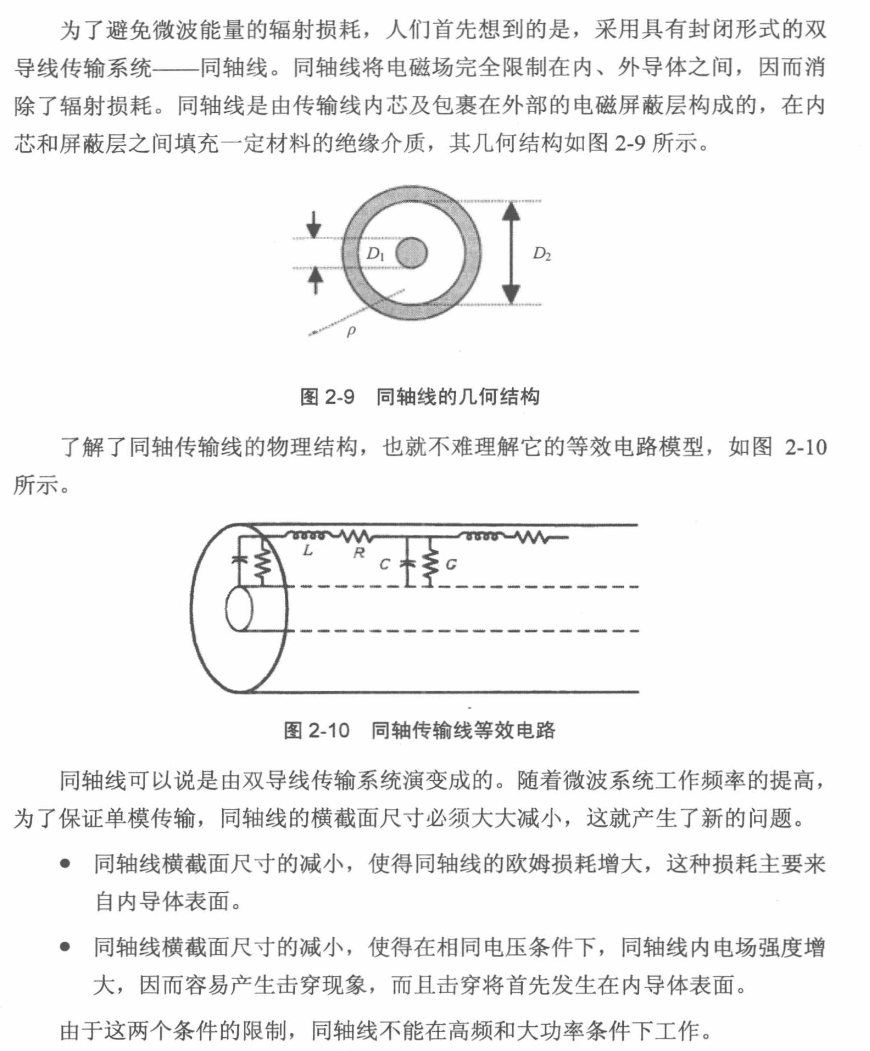 为了避免微波能量的辐射损耗，人们首先想到的是，采用具有封闭形式的双
导线传输系统——同轴线。同轴线将电磁场完全限制在内、外导体之间，因而消
除了辐射损耗。同轴线是由传输线内芯及包裹在外部的电磁屏蔽层构成的，在内
芯和屏蔽层之间填充一定材料的绝缘介质，其几何结构如图 2-9 所示。
D₁
D₂
ρ
图 2-9 同轴线的几何结构
了解了同轴传输线的物理结构，也就不难理解它的等效电路模型，如图 2-10
所示。
L R C G
图 2-10 同轴传输线等效电路
同轴线可以说是由双导线传输系统演变成的。随着微波系统工作频率的提高，
为了保证单模传输，同轴线的横截面尺寸必须大大减小，这就产生了新的问题。
● 同轴线横截面尺寸的减小，使得同轴线的欧姆损耗增大，这种损耗主要来
自内导体表面。
● 同轴线横截面尺寸的减小，使得在相同电压条件下，同轴线内电场强度增
大，因而容易产生击穿现象，而且击穿将首先发生在内导体表面。
由于这两个条件的限制，同轴线不能在高频和大功率条件下工作。